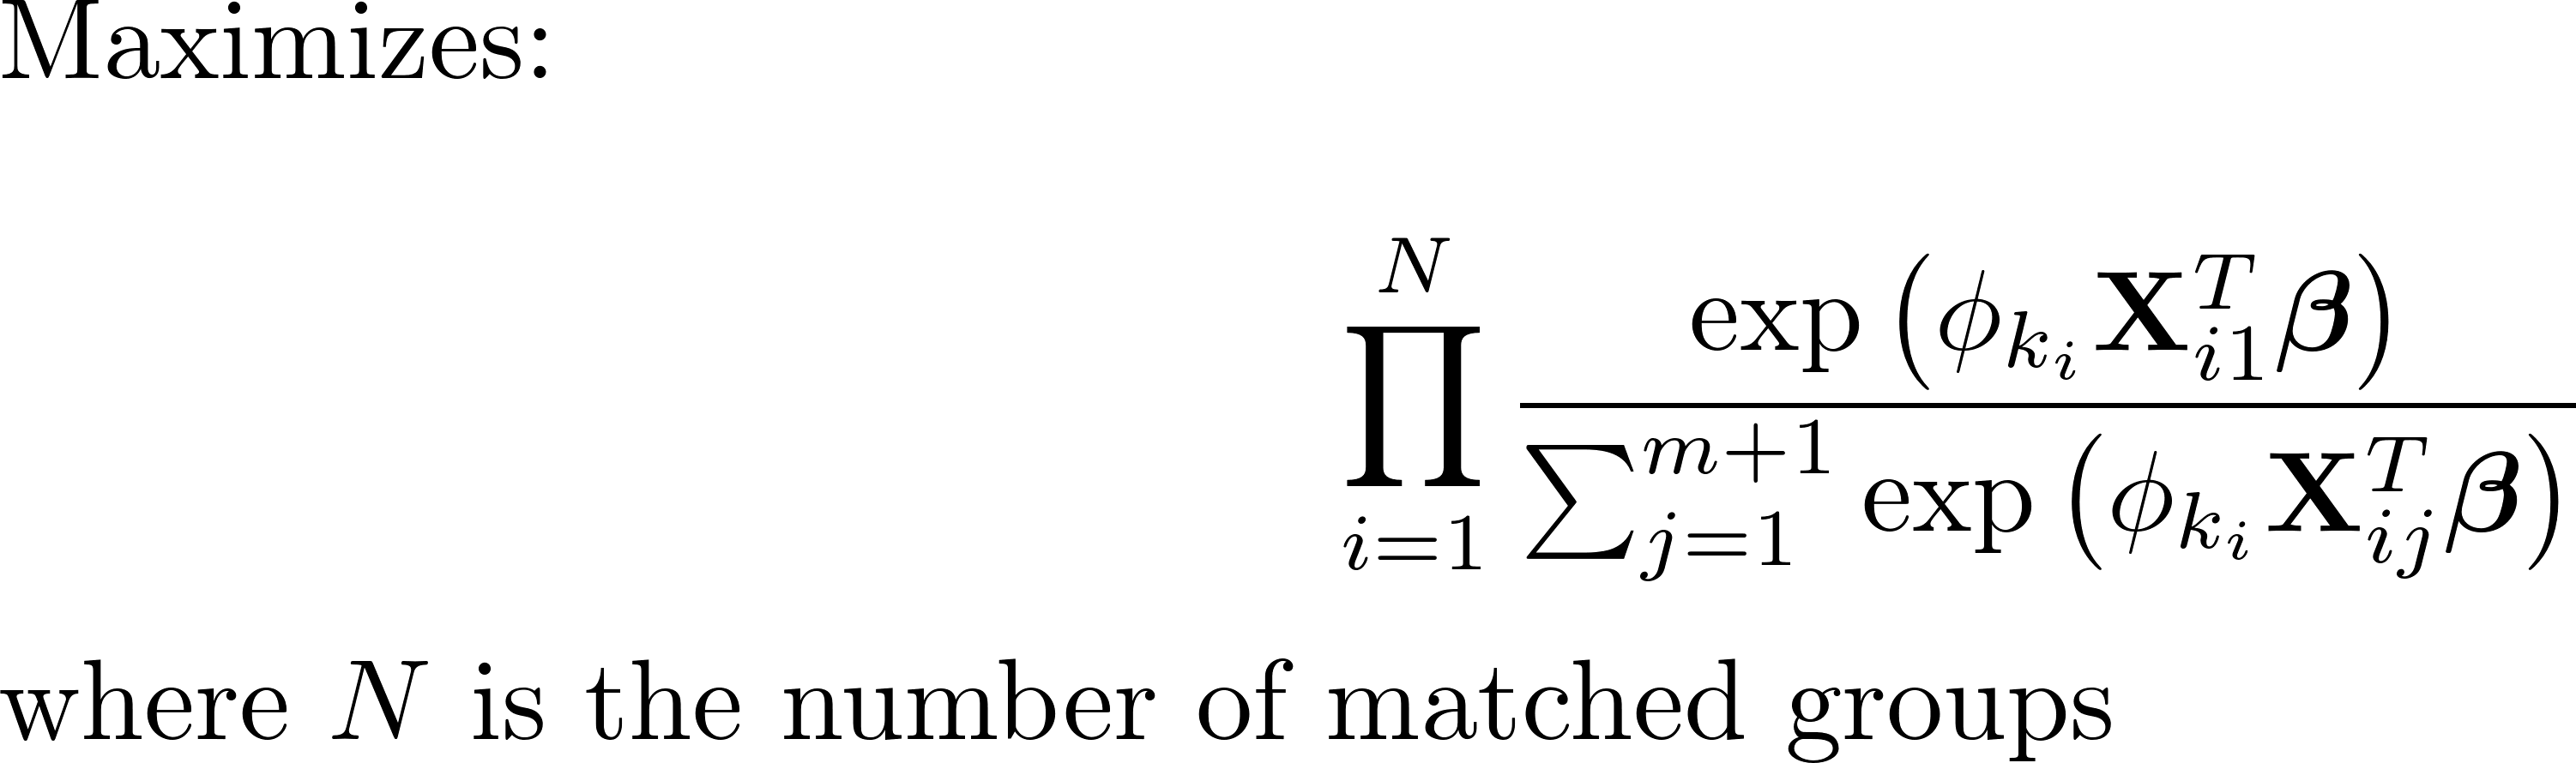 Maximizes:
\prod_{i=1}^{N} \frac{\exp\left(\phi_{k_i} \mathbf{X}_{i1}^{T} \boldsymbol{\beta}\right)}{\sum_{j=1}^{m+1} \exp\left(\phi_{k_i} \mathbf{X}_{ij}^{T} \boldsymbol{\beta}\right)}
where N is the number of matched groups